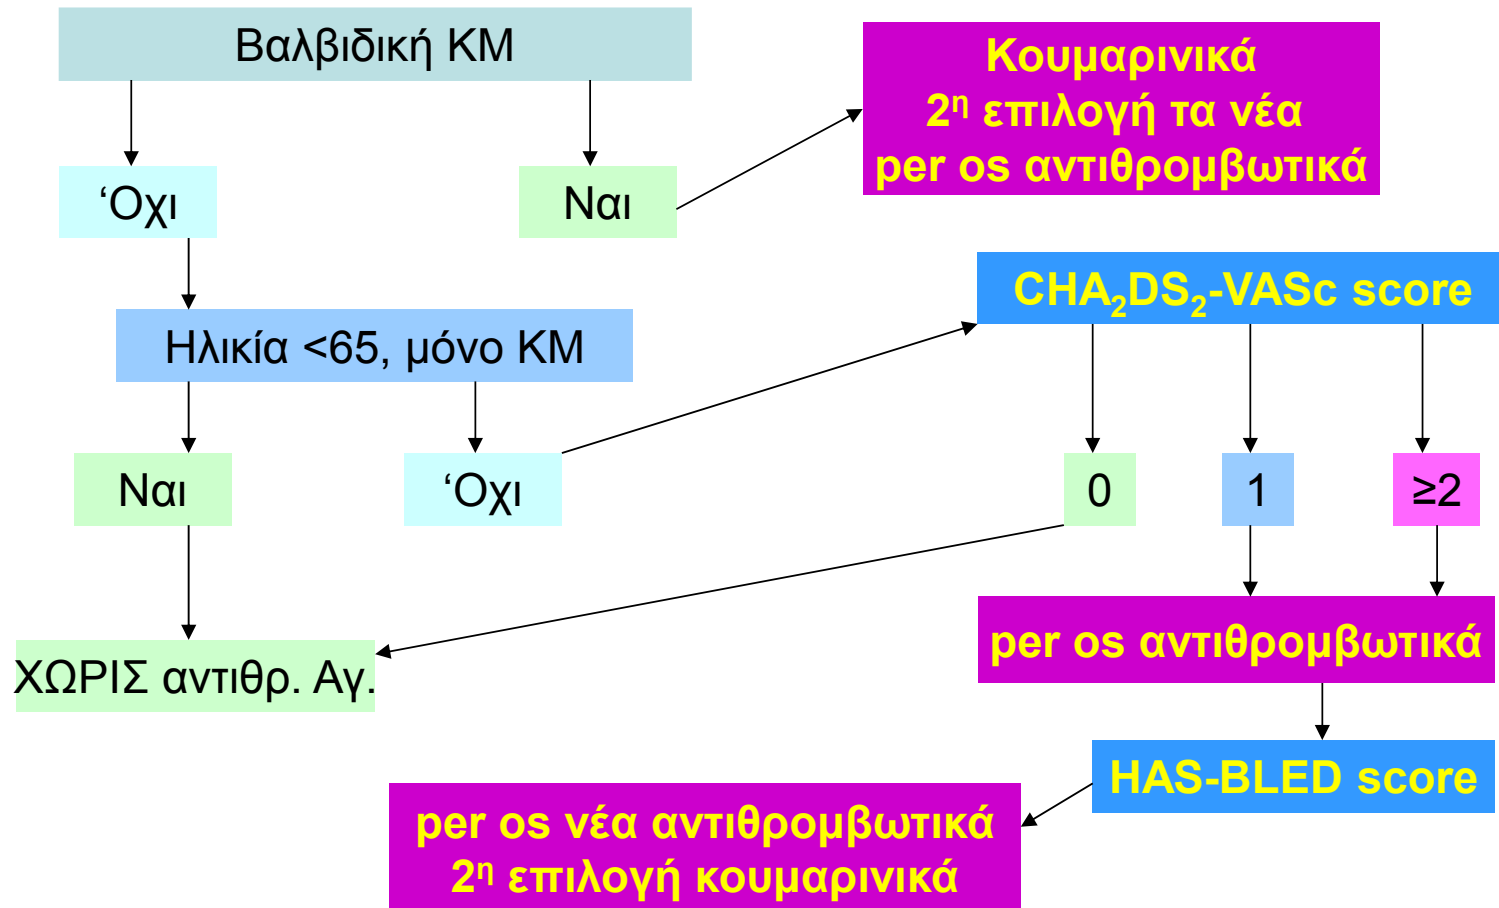 Βαλβιδική ΚΜ
Κουμαρινικά
2η επιλογή τα νέα
per os αντιθρομβωτικά
‘Οχι
Ναι
CHA2DS2-VASc score
Ηλικία <65, μόνο ΚΜ
Ναι
‘Οχι
0
1
≥2
per os αντιθρομβωτικά
ΧΩΡΙΣ αντιθρ. Αγ.
HAS-BLED score
per os νέα αντιθρομβωτικά
2η επιλογή κουμαρινικά